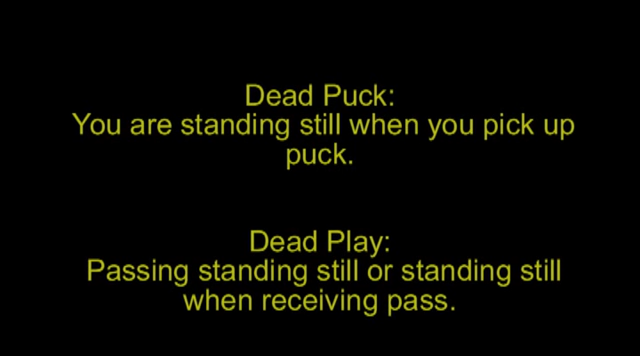 Dead Puck:
You are standing still when you pick up
puck.
Dead Play:
Passing standing still or standing still
when receiving pass.